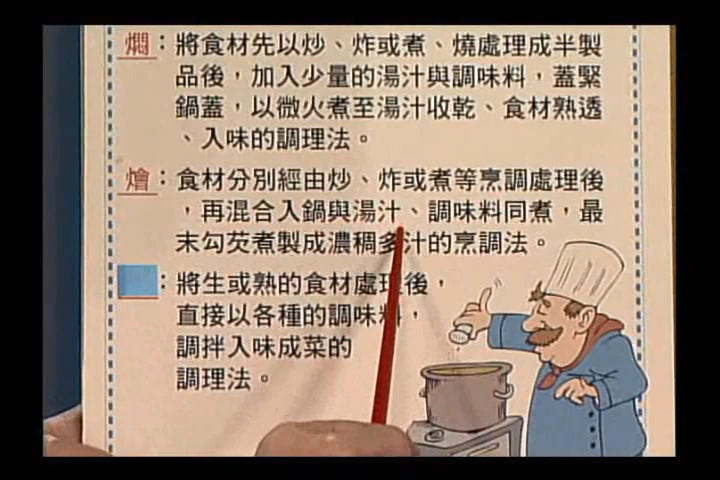 燜：將食材先以炒、炸或煮、燒處理成半製
品後，加入少量的湯汁與調味料，蓋緊
鍋蓋，以微火煮至湯汁收乾、食材熟透
、入味的調理法。
燴：食材分別經由炒、炸或煮等烹調處理後
，再混合入鍋與湯汁、調味料同煮，最
末勾芡煮製成濃稠多汁的烹調法。
：將生或熟的食材處理後，
直接以各種的調味料，
調拌入味成菜的
調理法。